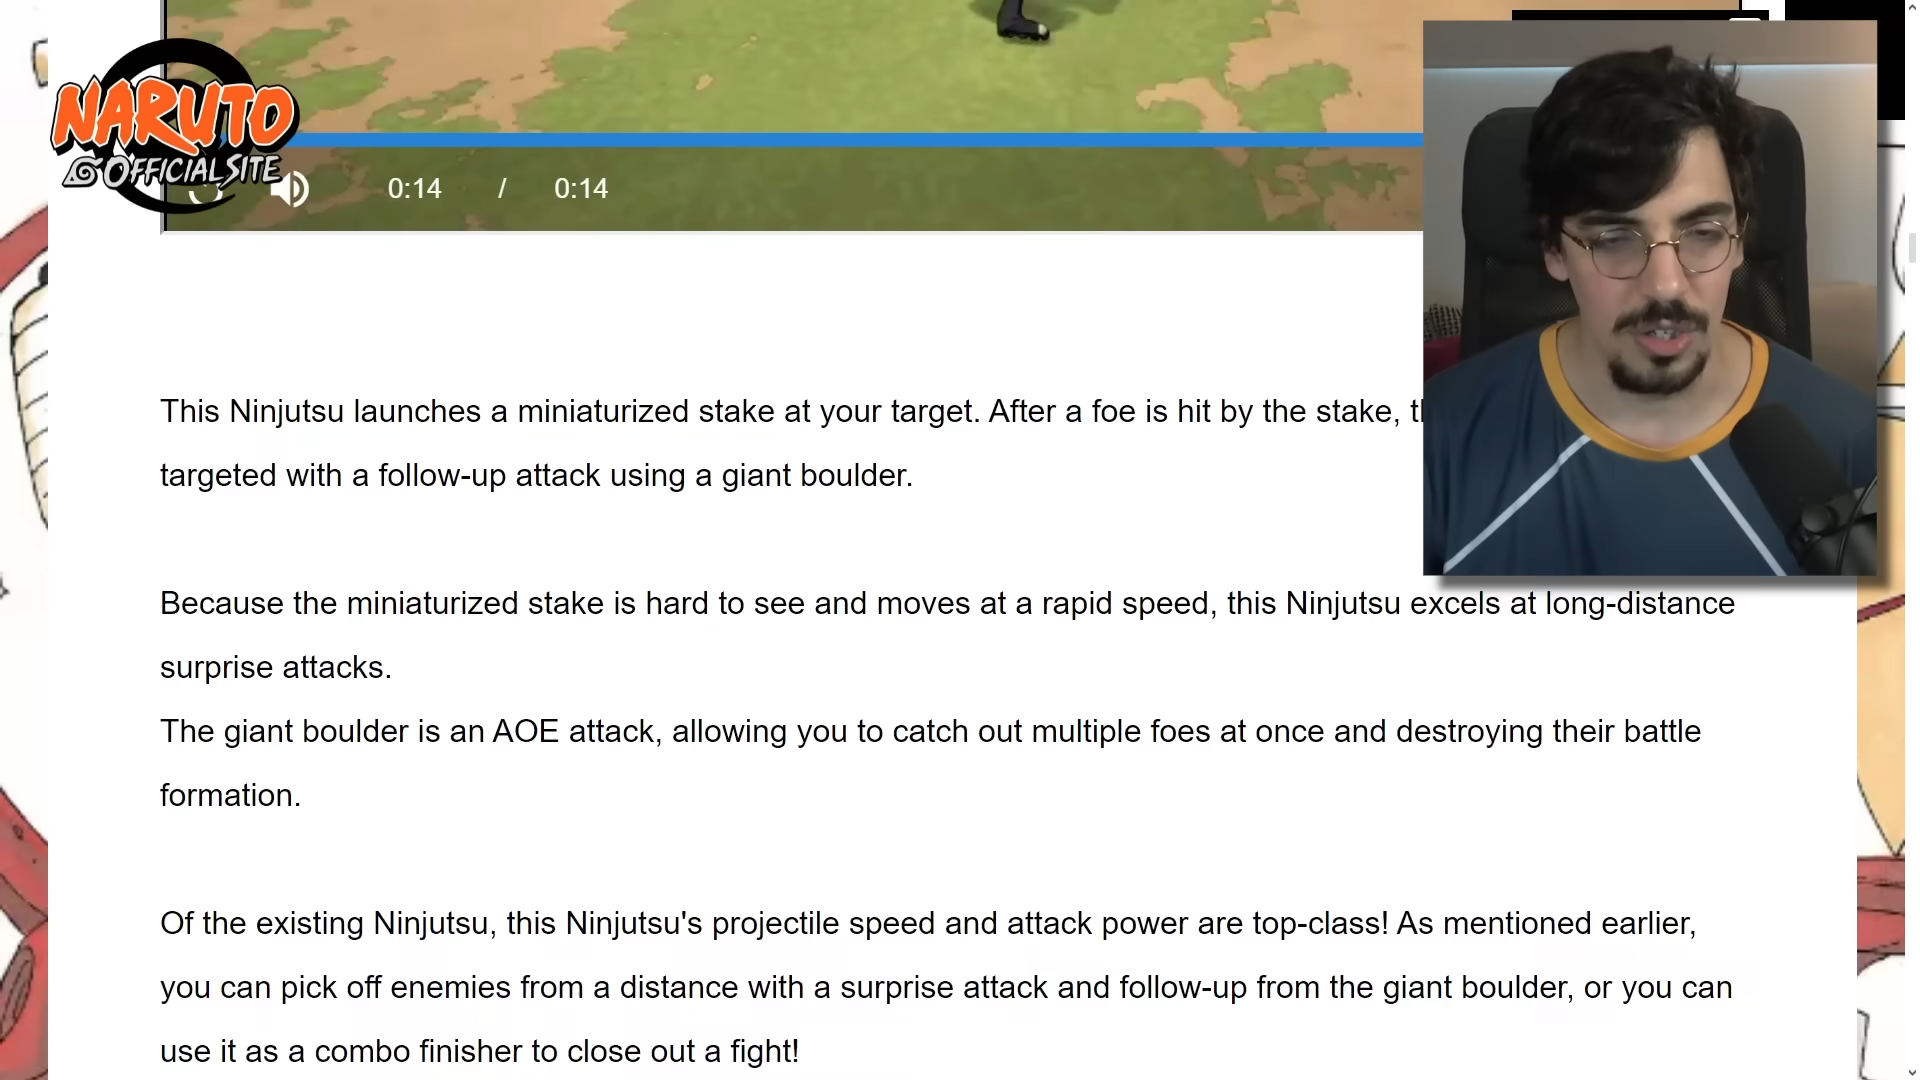 NARUTO
OFFICIAL SITE
0:14 / 0:14
This Ninjutsu launches a miniaturized stake at your target. After a foe is hit by the stake,
targeted with a follow-up attack using a giant boulder.
Because the miniaturized stake is hard to see and moves at a rapid speed, this Ninjutsu excels at long-distance
surprise attacks.
The giant boulder is an AOE attack, allowing you to catch out multiple foes at once and destroying their battle
formation.
Of the existing Ninjutsu, this Ninjutsu's projectile speed and attack power are top-class! As mentioned earlier,
you can pick off enemies from a distance with a surprise attack and follow-up from the giant boulder, or you can
use it as a combo finisher to close out a fight!